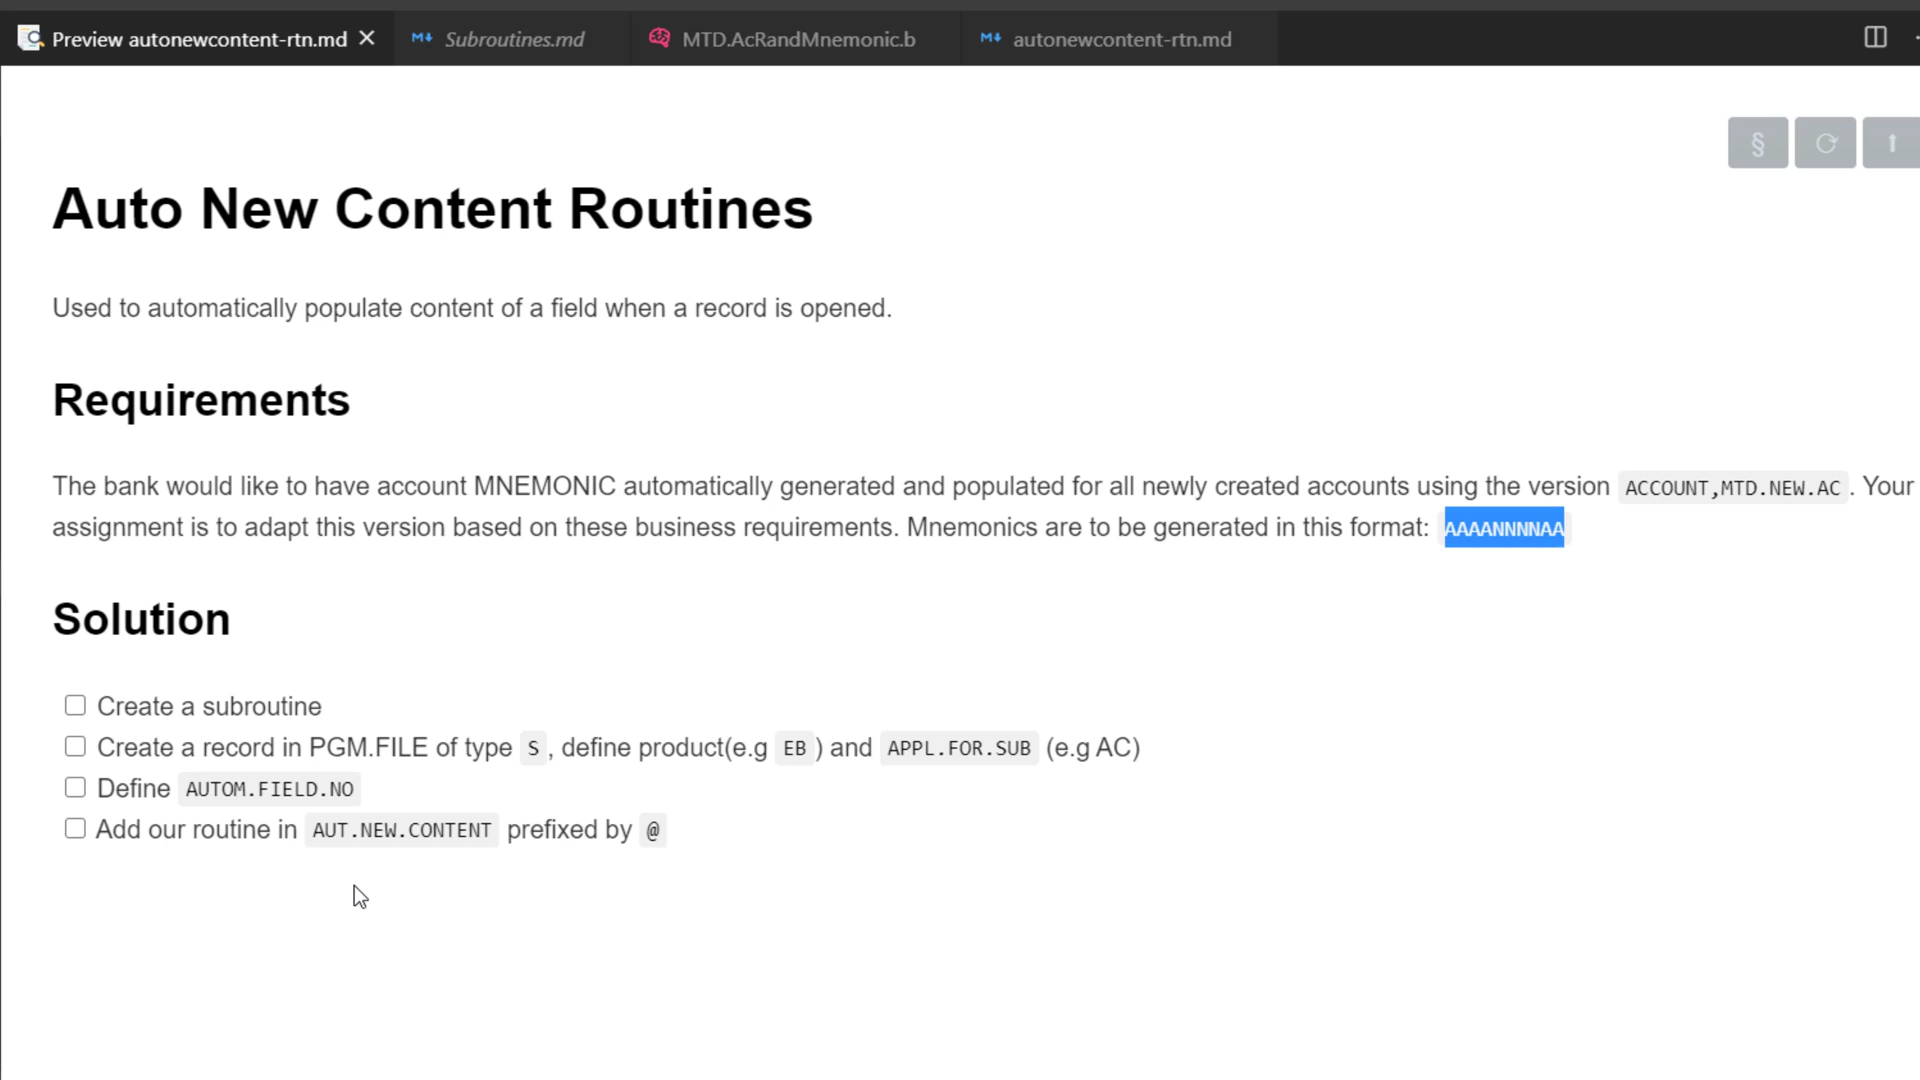 Preview autonewcontent-rtn.md Subroutines.md MTD.AcRandMnemonic.b autonewcontent-rtn.md
§
Auto New Content Routines
Used to automatically populate content of a field when a record is opened.
Requirements
The bank would like to have account MNEMONIC automatically generated and populated for all newly created accounts using the version ACCOUNT,MTD.NEW.AC . Your
assignment is to adapt this version based on these business requirements. Mnemonics are to be generated in this format: AAAANNNNAA
Solution
Create a subroutine
Create a record in PGM.FILE of type S , define product(e.g EB ) and APPL.FOR.SUB (e.g AC)
Define AUTOM.FIELD.NO
Add our routine in AUT.NEW.CONTENT prefixed by @